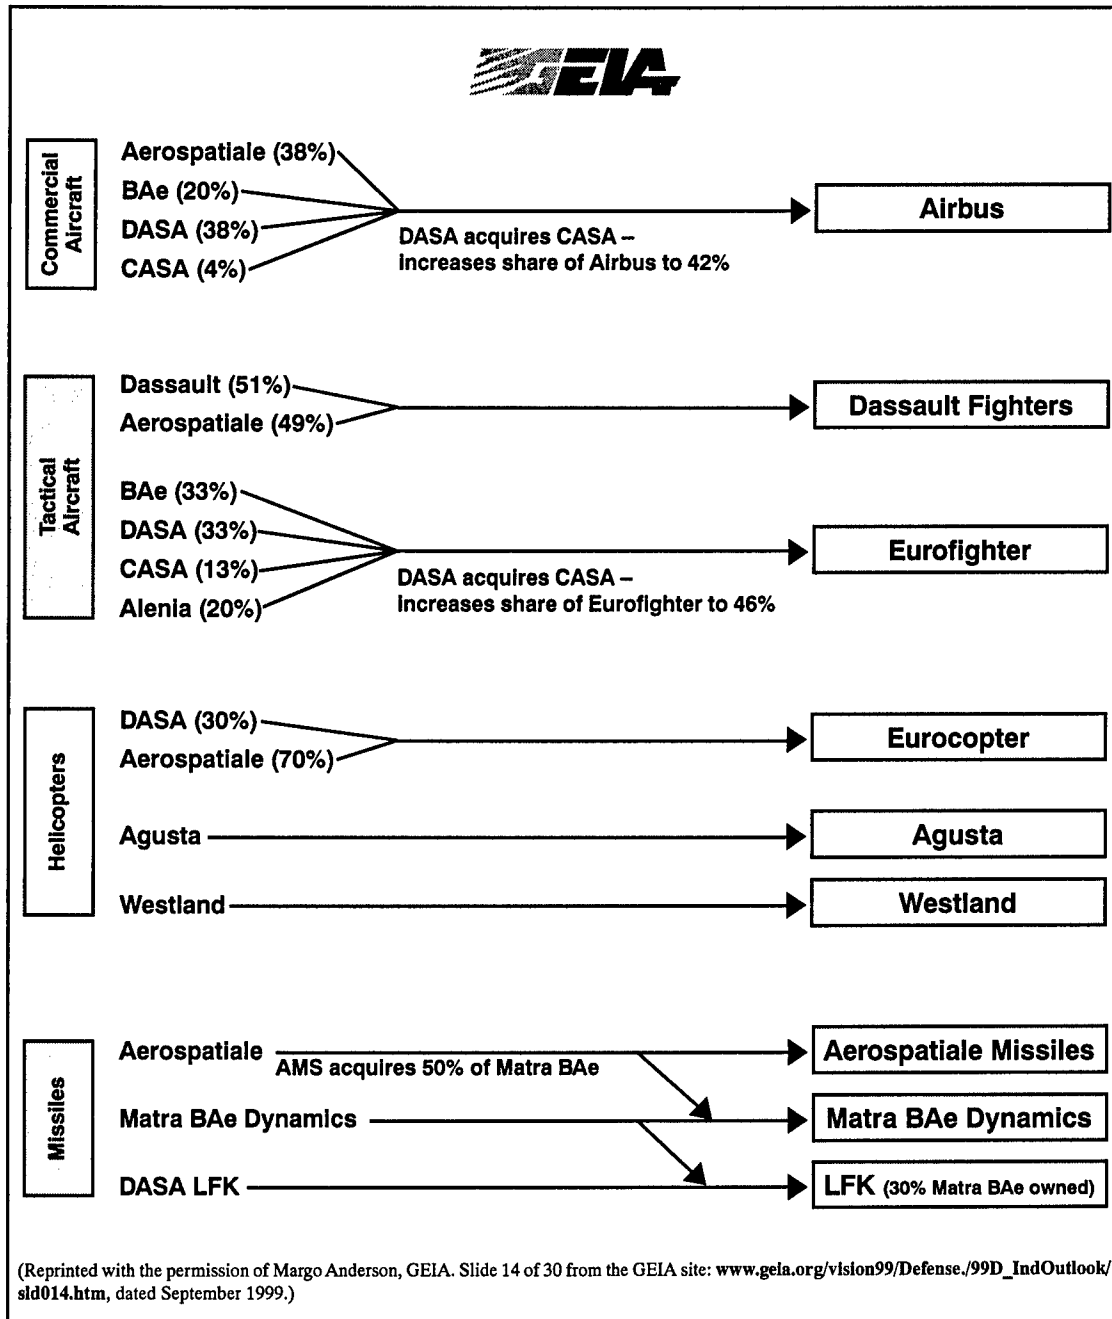 GEIA
Commercial
Aircraft
Aerospatiale (38%)
BAe (20%)
DASA (38%)
CASA (4%)
DASA acquires CASA –
increases share of Airbus to 42%
Airbus
Tactical
Aircraft
Dassault (51%)
Aerospatiale (49%)
Dassault Fighters
BAe (33%)
DASA (33%)
CASA (13%)
Alenia (20%)
DASA acquires CASA –
increases share of Eurofighter to 46%
Eurofighter
Helicopters
DASA (30%)
Aerospatiale (70%)
Eurocopter
Agusta
Agusta
Westland
Westland
Missiles
Aerospatiale
AMS acquires 50% of Matra BAe
Aerospatiale Missiles
Matra BAe Dynamics
Matra BAe Dynamics
DASA LFK
LFK (30% Matra BAe owned)
(Reprinted with the permission of Margo Anderson, GEIA. Slide 14 of 30 from the GEIA site: www.geia.org/vision99/Defense./99D_IndOutlook/
sld014.htm, dated September 1999.)